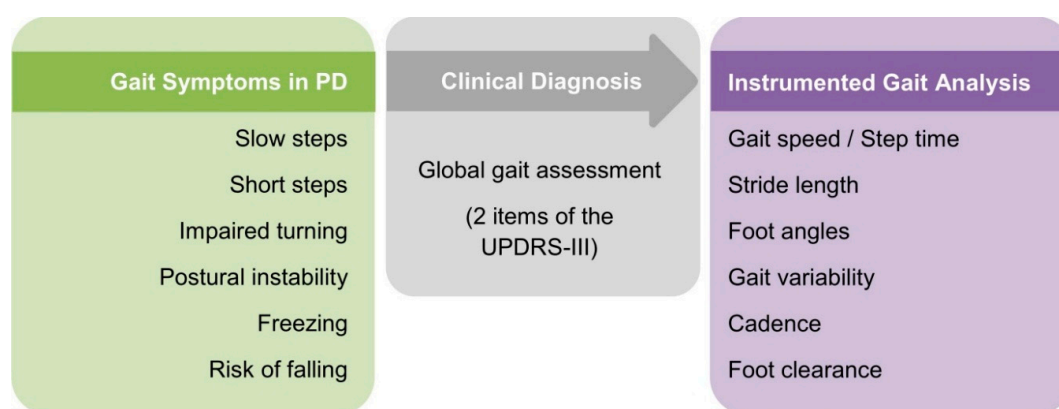 Gait Symptoms in PD
Slow steps
Short steps
Impaired turning
Postural instability
Freezing
Risk of falling
Clinical Diagnosis
Global gait assessment
(2 items of the
UPDRS-III)
Instrumented Gait Analysis
Gait speed / Step time
Stride length
Foot angles
Gait variability
Cadence
Foot clearance